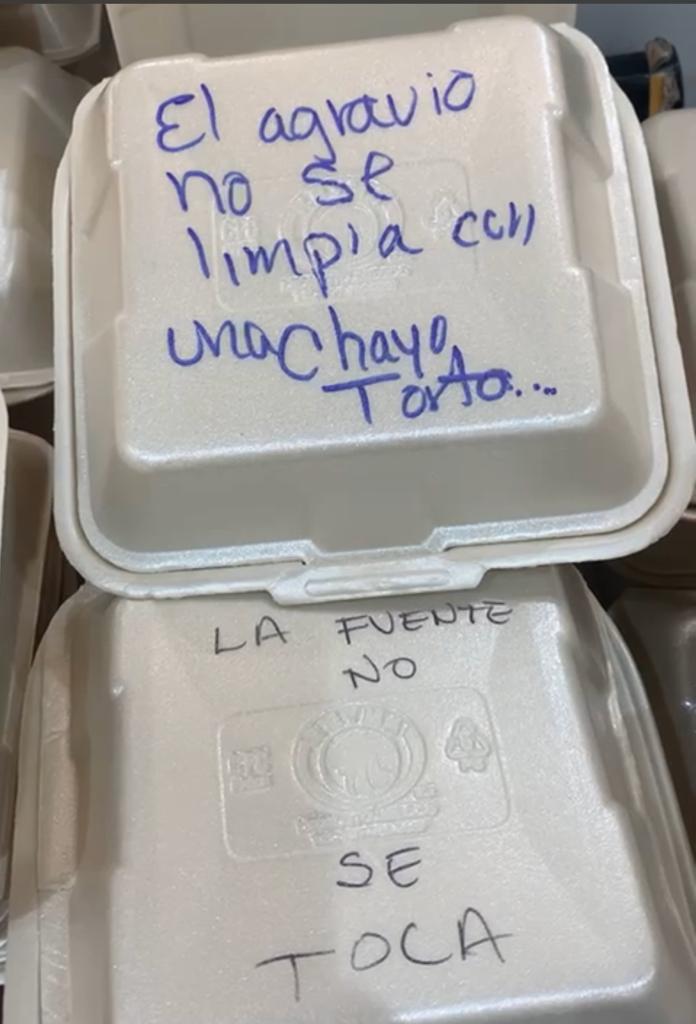 El agravio
no se
limpia con
una Chayo
Torta...
LA FUENTE
NO
SE
TOCA